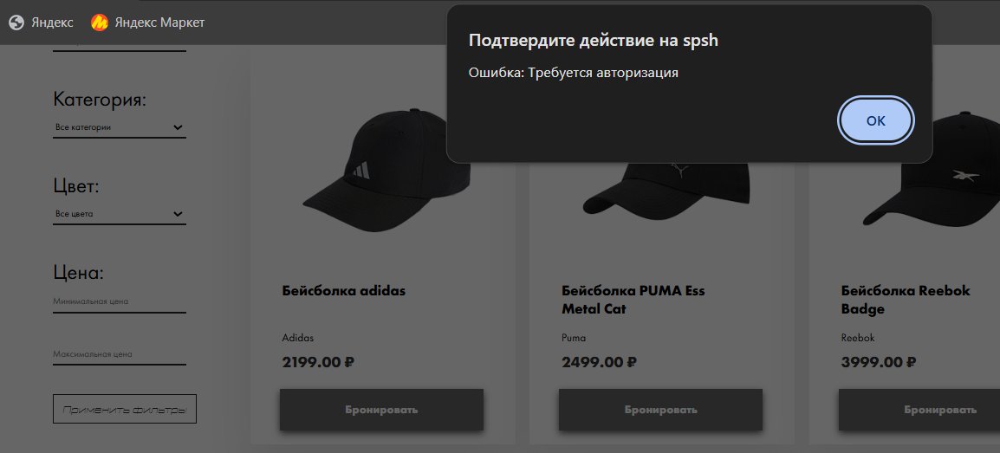 Яндекс
Яндекс Маркет
Подтвердите действие на spsh
Ошибка: Требуется авторизация
ОК
Категория:
Все категории
Цвет:
Все цвета
Цена:
Минимальная цена
Максимальная цена
Применить фильтры
Бейсболка adidas
Adidas
2199.00 ₽
Бронировать
Бейсболка PUMA Ess
Metal Cat
Puma
2499.00 ₽
Бронировать
Бейсболка Reebok
Badge
Reebok
3999.00 ₽
Бронировать